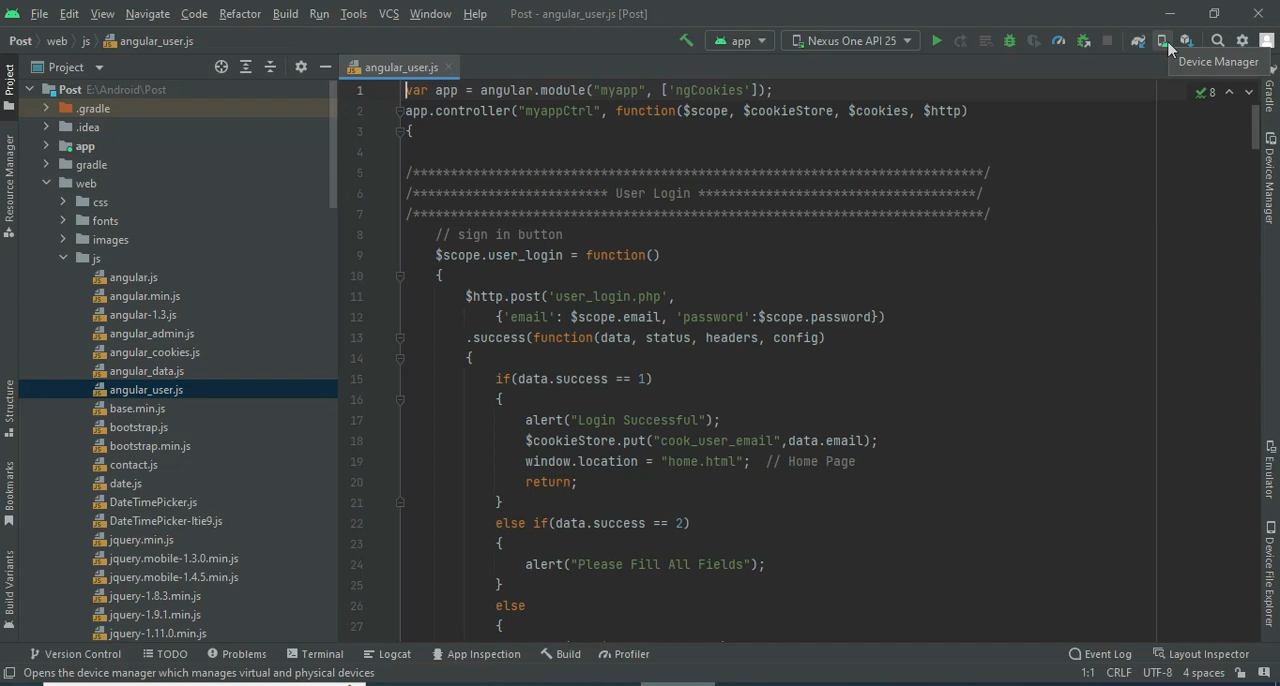 File Edit View Navigate Code Refactor Build Run Tools VCS Window Help Post - angular_user.js [Post]
Post web js angular_user.js app Nexus One API 25
Device Manager
Project
angular_user.js
Project
Resource Manager
Structure
Bookmarks
Build Variants
Post E:\Android\Post
.gradle
.idea
app
gradle
web
css
fonts
images
js
angular.js
angular.min.js
angular-1.3.js
angular_admin.js
angular_cookies.js
angular_data.js
angular_user.js
base.min.js
bootstrap.js
bootstrap.min.js
contact.js
date.js
DateTimePicker.js
DateTimePicker-ltie9.js
jquery.min.js
jquery.mobile-1.3.0.min.js
jquery.mobile-1.4.5.min.js
jquery-1.8.3.min.js
jquery-1.9.1.min.js
jquery-1.11.0.min.js
1 var app = angular.module("myapp", ['ngCookies']);
2 app.controller("myappCtrl", function($scope, $cookieStore, $cookies, $http)
3 {
4
5 /****************************************************************************/
6 /************************** User Login *************************************/
7 /****************************************************************************/
8 // sign in button
9 $scope.user_login = function()
10 {
11 $http.post('user_login.php',
12 {'email': $scope.email, 'password':$scope.password})
13 .success(function(data, status, headers, config)
14 {
15 if(data.success == 1)
16 {
17 alert("Login Successful");
18 $cookieStore.put("cook_user_email",data.email);
19 window.location = "home.html"; // Home Page
20 return;
21 }
22 else if(data.success == 2)
23 {
24 alert("Please Fill All Fields");
25 }
26 else
27 {
8
Gradle
Device Manager
Emulator
Device File Explorer
Version Control TODO Problems Terminal Logcat App Inspection Build Profiler Event Log Layout Inspector
Opens the device manager which manages virtual and physical devices 1:1 CRLF UTF-8 4 spaces